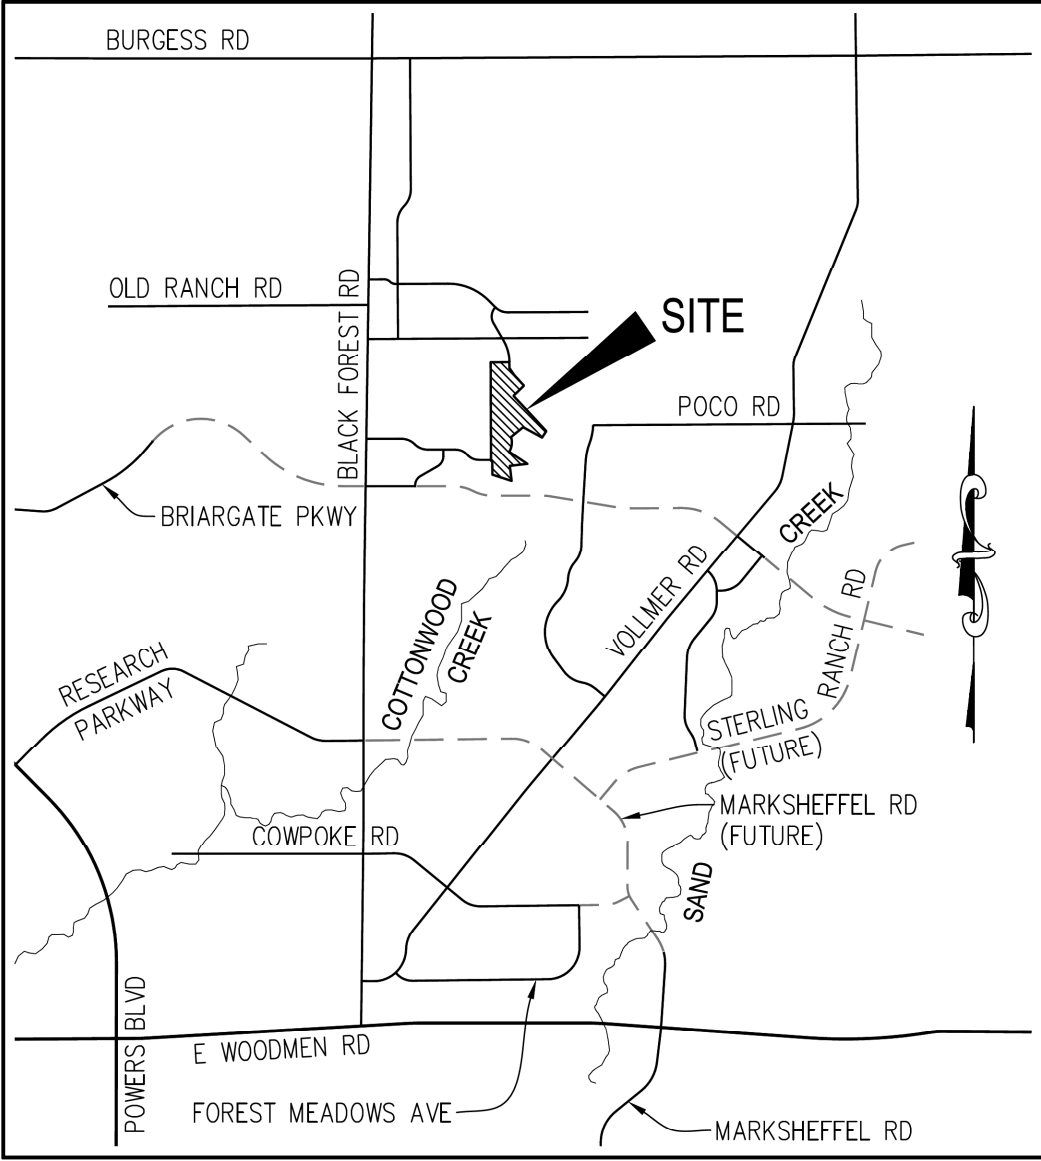 BURGESS RD
OLD RANCH RD
BLACK FOREST RD
SITE
POCO RD
BRIARGATE PKWY
CREEK
VOLLMER RD
COTTONWOOD
CREEK
RESEARCH
PARKWAY
STERLING
RANCH RD
(FUTURE)
MARKSHEFFEL RD
(FUTURE)
COWPOKE RD
SAND
POWERS BLVD
E WOODMEN RD
FOREST MEADOWS AVE
MARKSHEFFEL RD